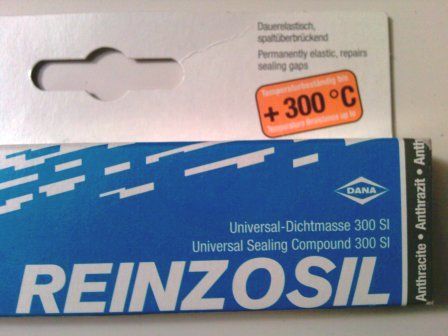 Dauerelastisch,
spaltüberbrückend
Permanently elastic, repairs
sealing gaps
Temperaturbeständig bis
+ 300 °C
Temperature Resistance up to
DANA
Universal-Dichtmasse 300 SI
Universal Sealing Compound 300 SI
REINZOSIL
Anthracite • Anthrazit • Anth